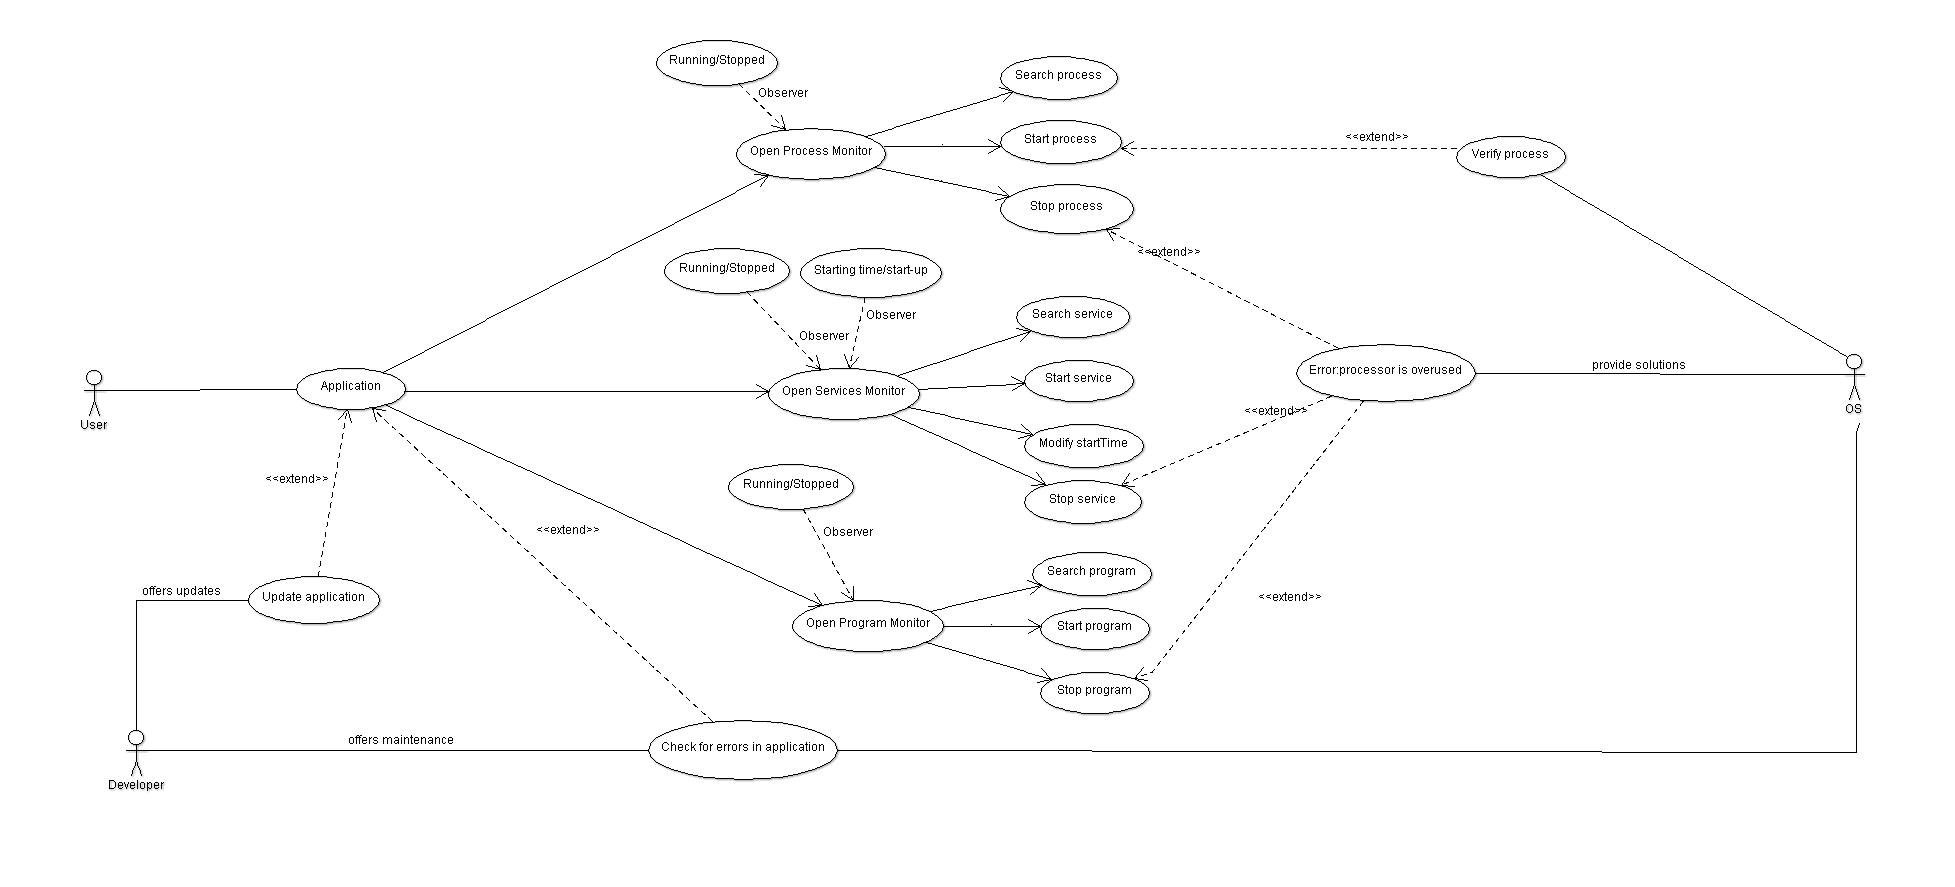 Running/Stopped
Observer
Search process
Open Process Monitor
Start process
<<extend>>
Verify process
Stop process
<<extend>>
Running/Stopped
Starting time/start-up
Observer
Observer
Search service
Application
Open Services Monitor
Start service
Error:processor is overused
provide solutions
User
OS
Modify startTime
<<extend>>
Stop service
<<extend>>
Running/Stopped
Observer
<<extend>>
Search program
offers updates
Update application
<<extend>>
Open Program Monitor
Start program
Stop program
offers maintenance
Check for errors in application
Developer